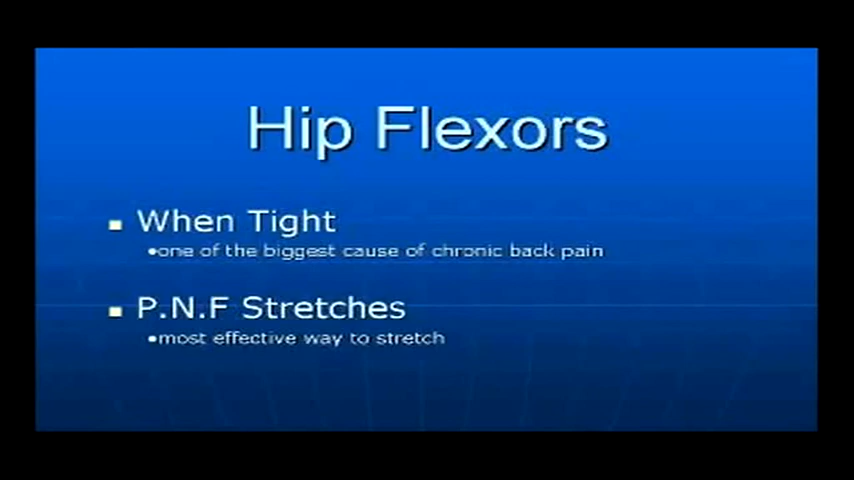 Hip Flexors
When Tight
•one of the biggest cause of chronic back pain
P.N.F Stretches
•most effective way to stretch